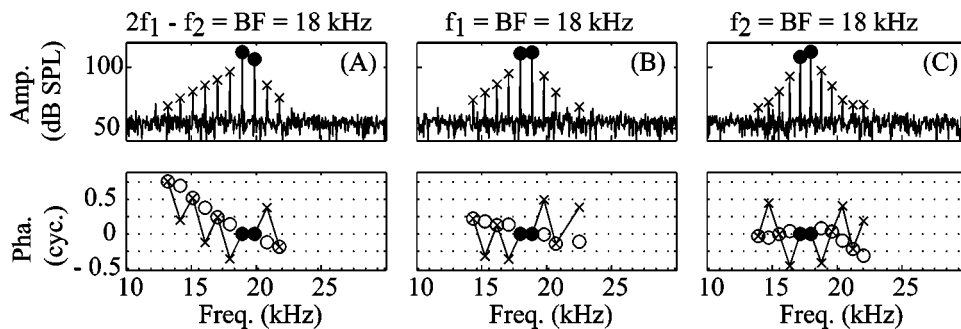 2f1 - f2 = BF = 18 kHz
f1 = BF = 18 kHz
f2 = BF = 18 kHz
Amp.
(dB SPL)
100
50
(A)
(B)
(C)
Pha.
(cyc.)
0.5
0
- 0.5
10 15 20 25
10 15 20 25
10 15 20 25
Freq. (kHz)
Freq. (kHz)
Freq. (kHz)